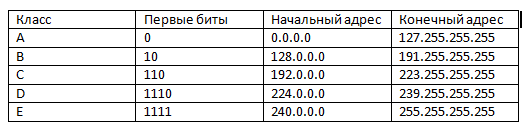 Класс Первые биты Начальный адрес Конечный адрес
A 0 0.0.0.0 127.255.255.255
B 10 128.0.0.0 191.255.255.255
C 110 192.0.0.0 223.255.255.255
D 1110 224.0.0.0 239.255.255.255
E 1111 240.0.0.0 255.255.255.255